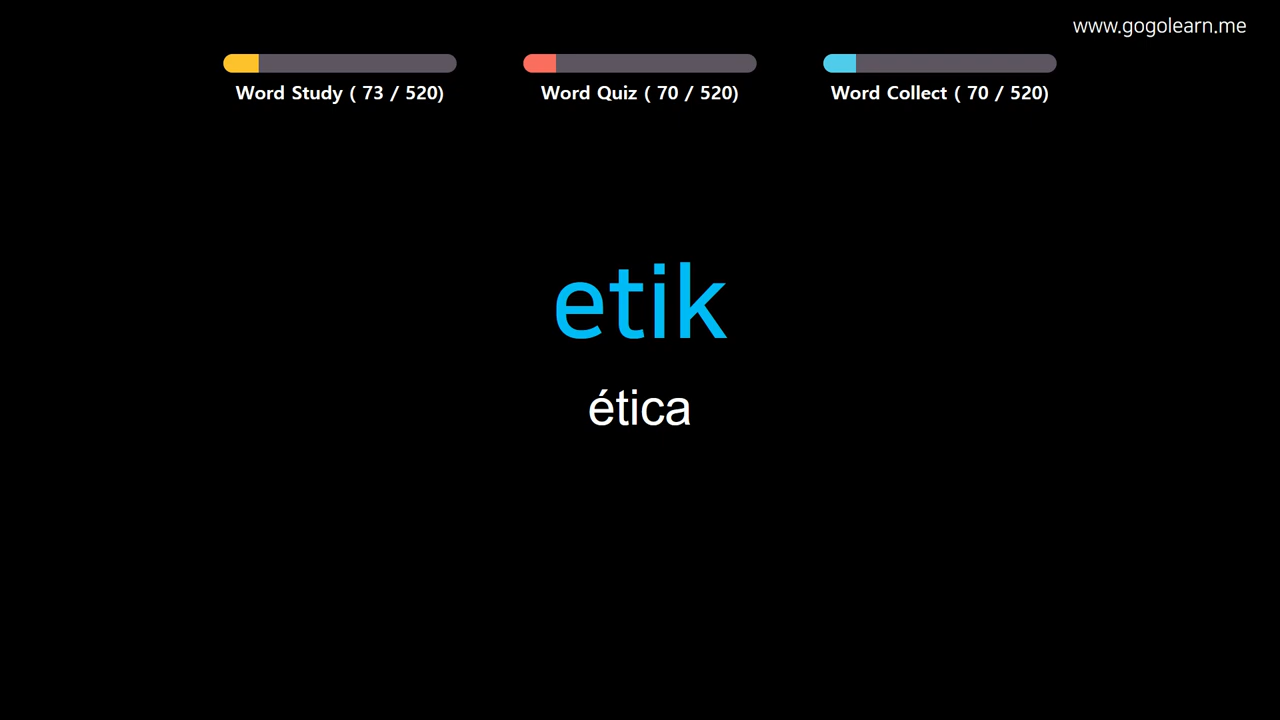 www.gogolearn.me
Word Study ( 73 / 520)
Word Quiz ( 70 / 520)
Word Collect ( 70 / 520)
etik
ética